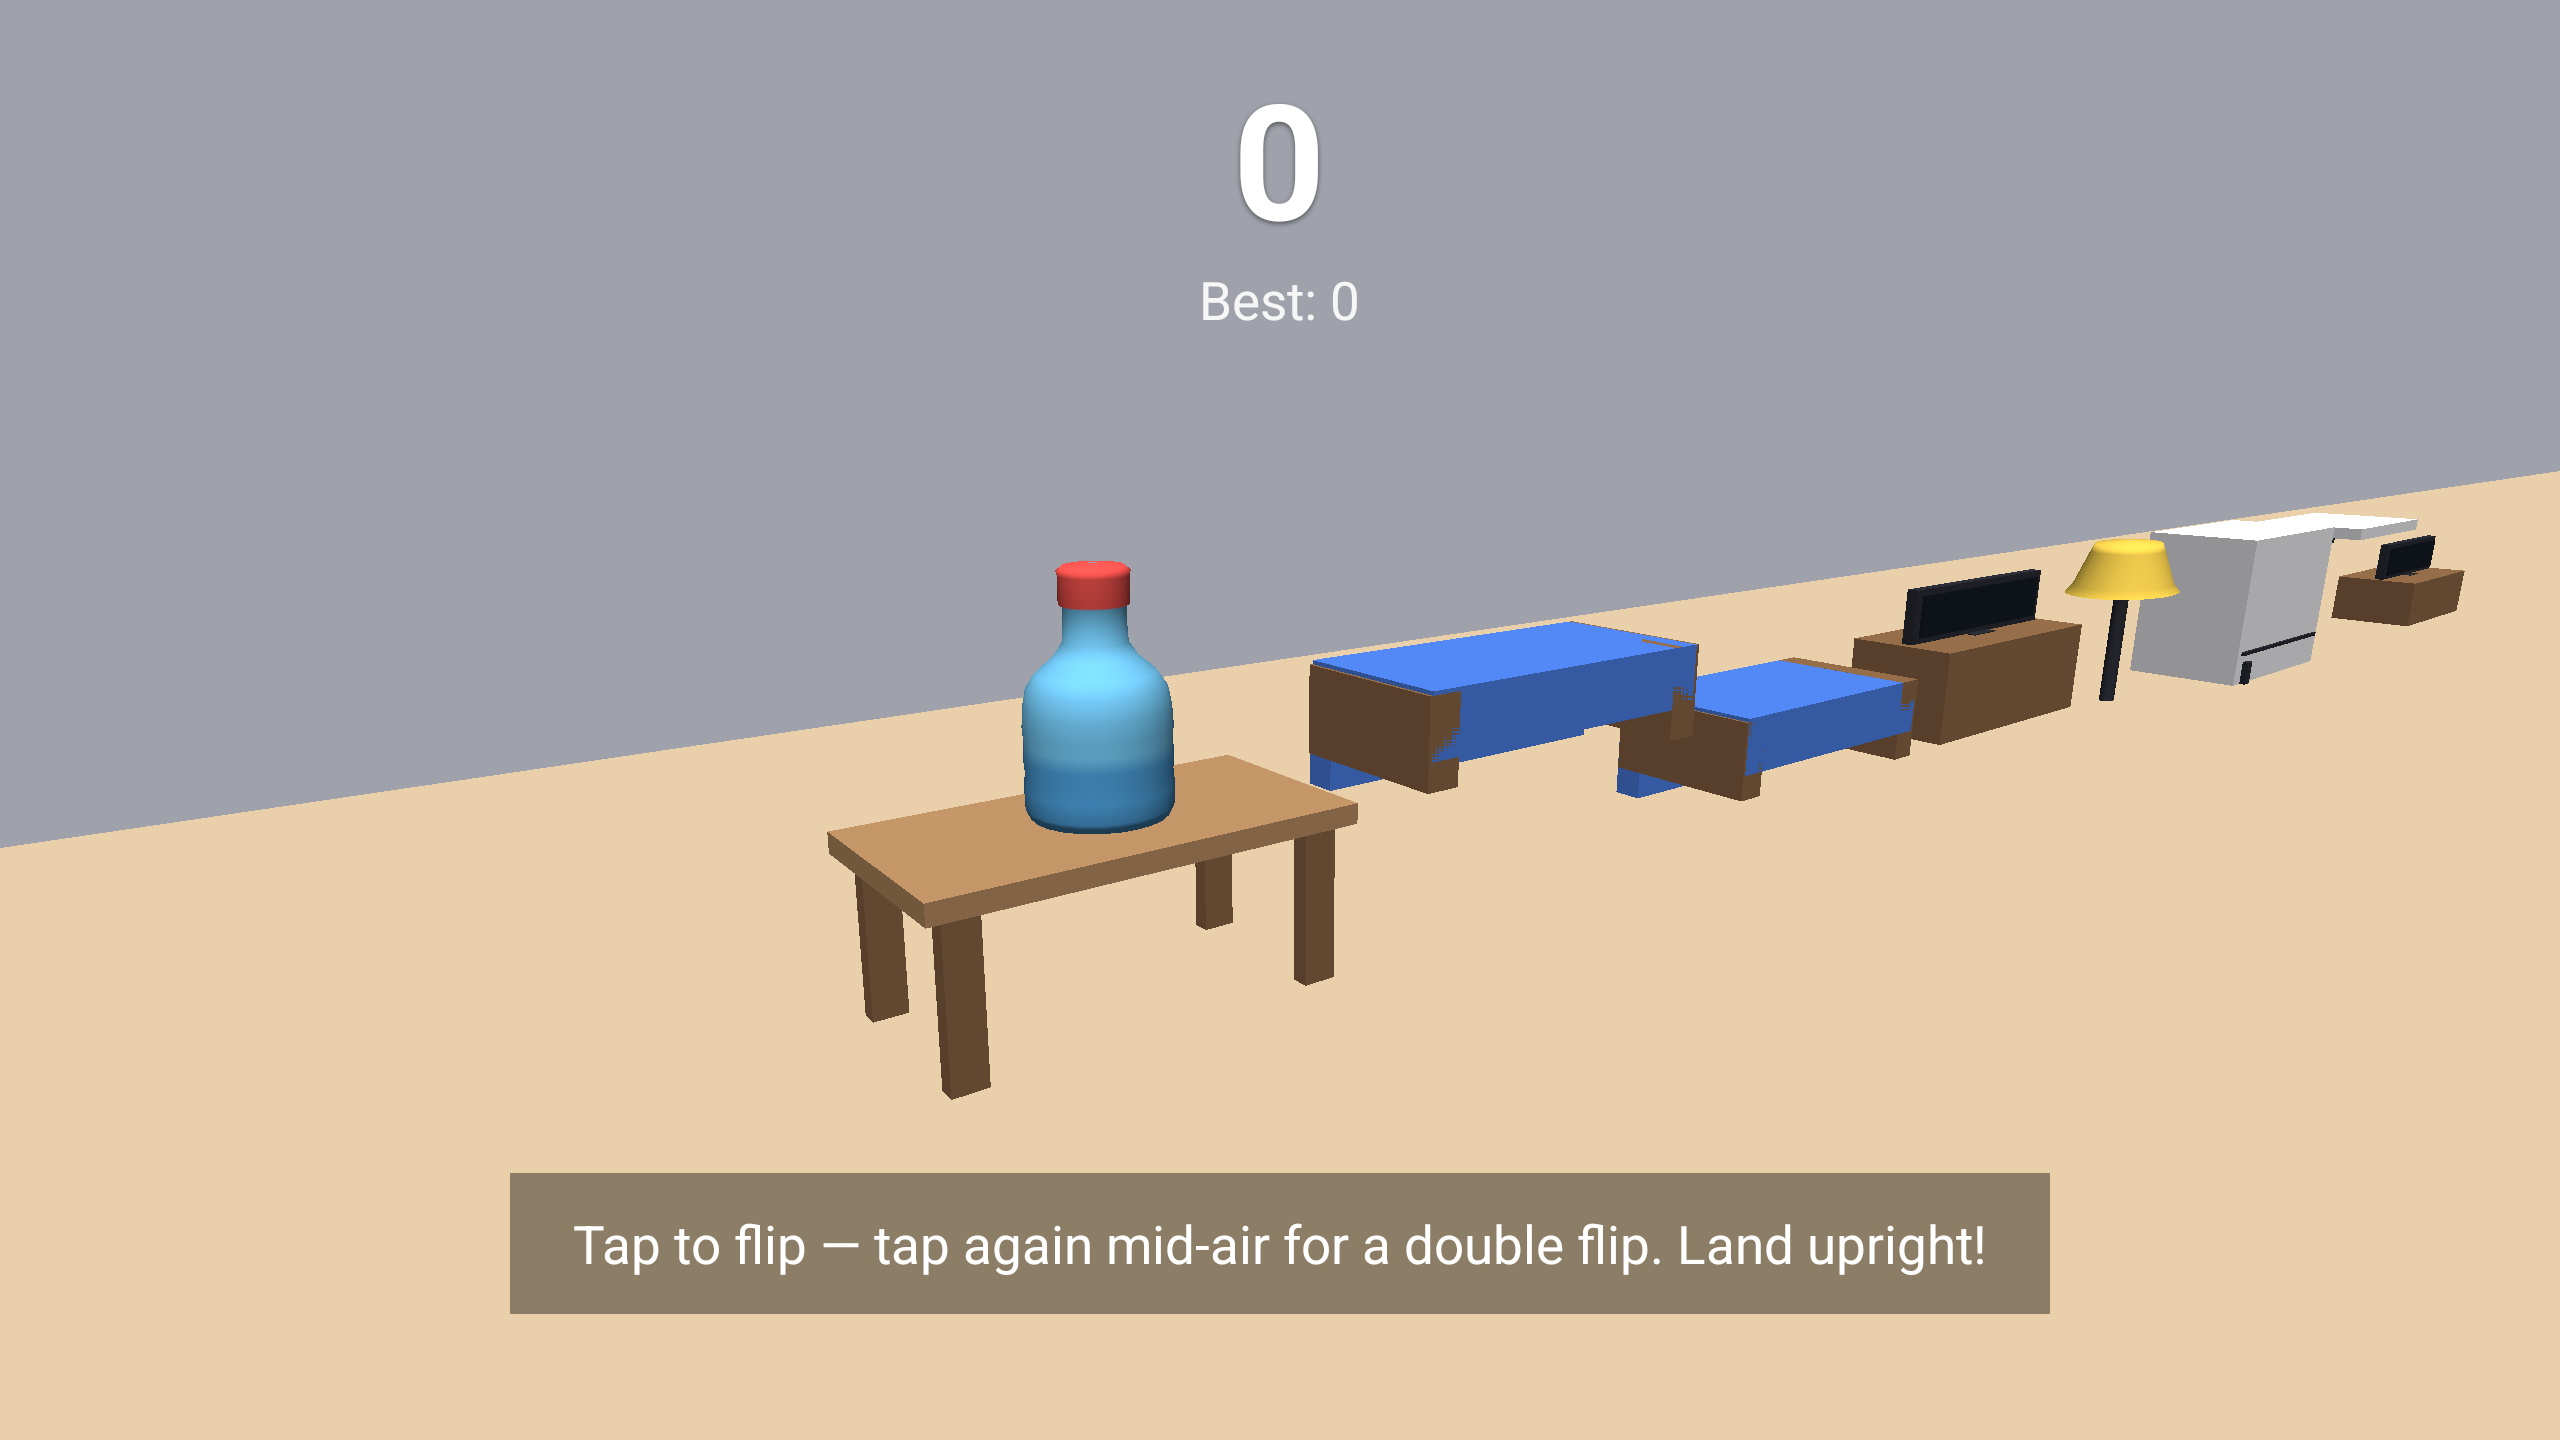 0
Best: 0
Tap to flip — tap again mid-air for a double flip. Land upright!